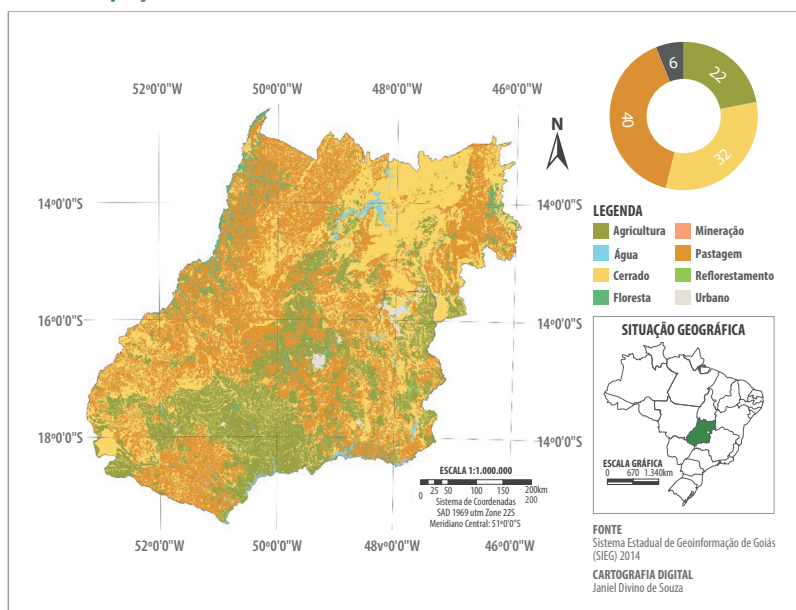 52º0'0"W 50º0'0"W 48º0'0"W 46º0'0"W
N
14º0'0"S
16º0'0"S
18º0'0"S
14º0'0"S
14º0'0"S
14º0'0"S
52º0'0"W 50º0'0"W 48v0'0"W 46º0'0"W
ESCALA 1:1.000.000
0 25 50 100 150 200km
200
Sistema de Coordenadas
SAD 1969 utm Zone 22S
Meridiano Central: 51º0'0"S
6
22
40
32
LEGENDA
Agricultura
Água
Cerrado
Floresta
Mineração
Pastagem
Reflorestamento
Urbano
SITUAÇÃO GEOGRÁFICA
ESCALA GRÁFICA
0 670 1.340km
FONTE
Sistema Estadual de Geoinformação de Goiás
(SIEG) 2014
CARTOGRAFIA DIGITAL
Janiel Divino de Souza